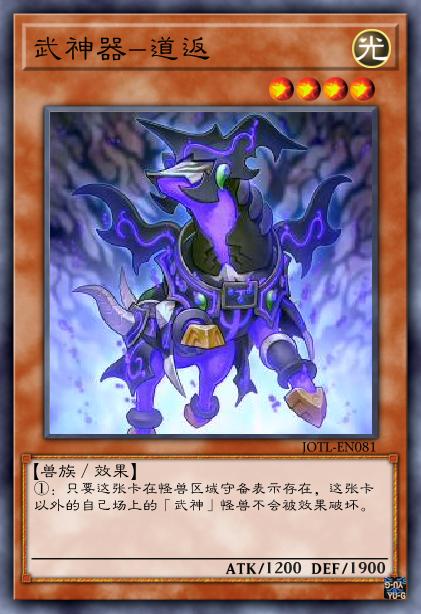 武神器－道返
光
JOTL-EN081
【兽族／效果】
①：只要这张卡在怪兽区域守备表示存在，这张卡
以外的自己场上的「武神」怪兽不会被效果破坏。
ATK/1200 DEF/1900